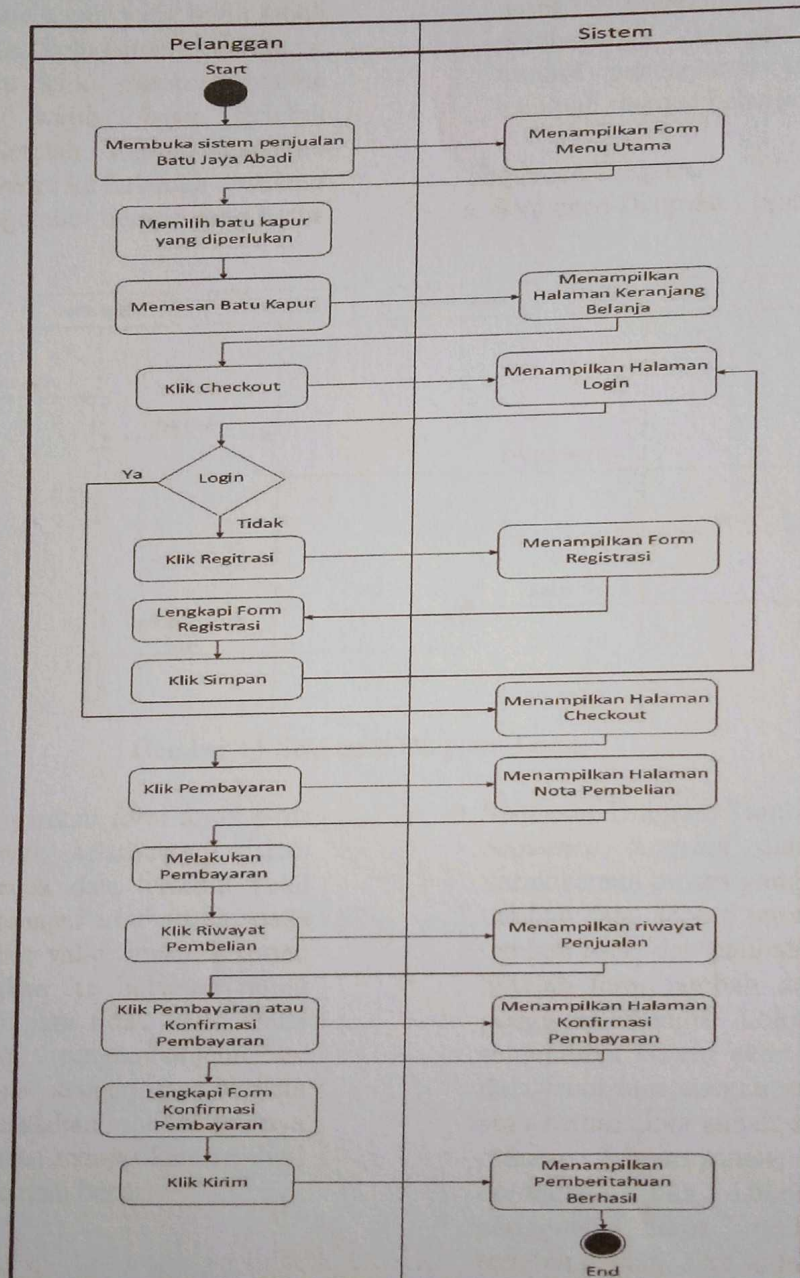 Pelanggan
Sistem
Start
Membuka sistem penjualan
Batu Jaya Abadi
Menampilkan Form
Menu Utama
Memilih batu kapur
yang diperlukan
Memesan Batu Kapur
Menampilkan
Halaman Keranjang
Belanja
Klik Checkout
Menampilkan Halaman
Login
Ya
Login
Tidak
Klik Regitrasi
Menampilkan Form
Registrasi
Lengkapi Form
Registrasi
Klik Simpan
Menampilkan Halaman
Checkout
Klik Pembayaran
Menampilkan Halaman
Nota Pembelian
Melakukan
Pembayaran
Klik Riwayat
Pembelian
Menampilkan riwayat
Penjualan
Klik Pembayaran atau
Konfirmasi
Pembayaran
Menampilkan Halaman
Konfirmasi
Pembayaran
Lengkapi Form
Konfirmasi
Pembayaran
Klik Kirim
Menampilkan
Pemberitahuan
Berhasil
End